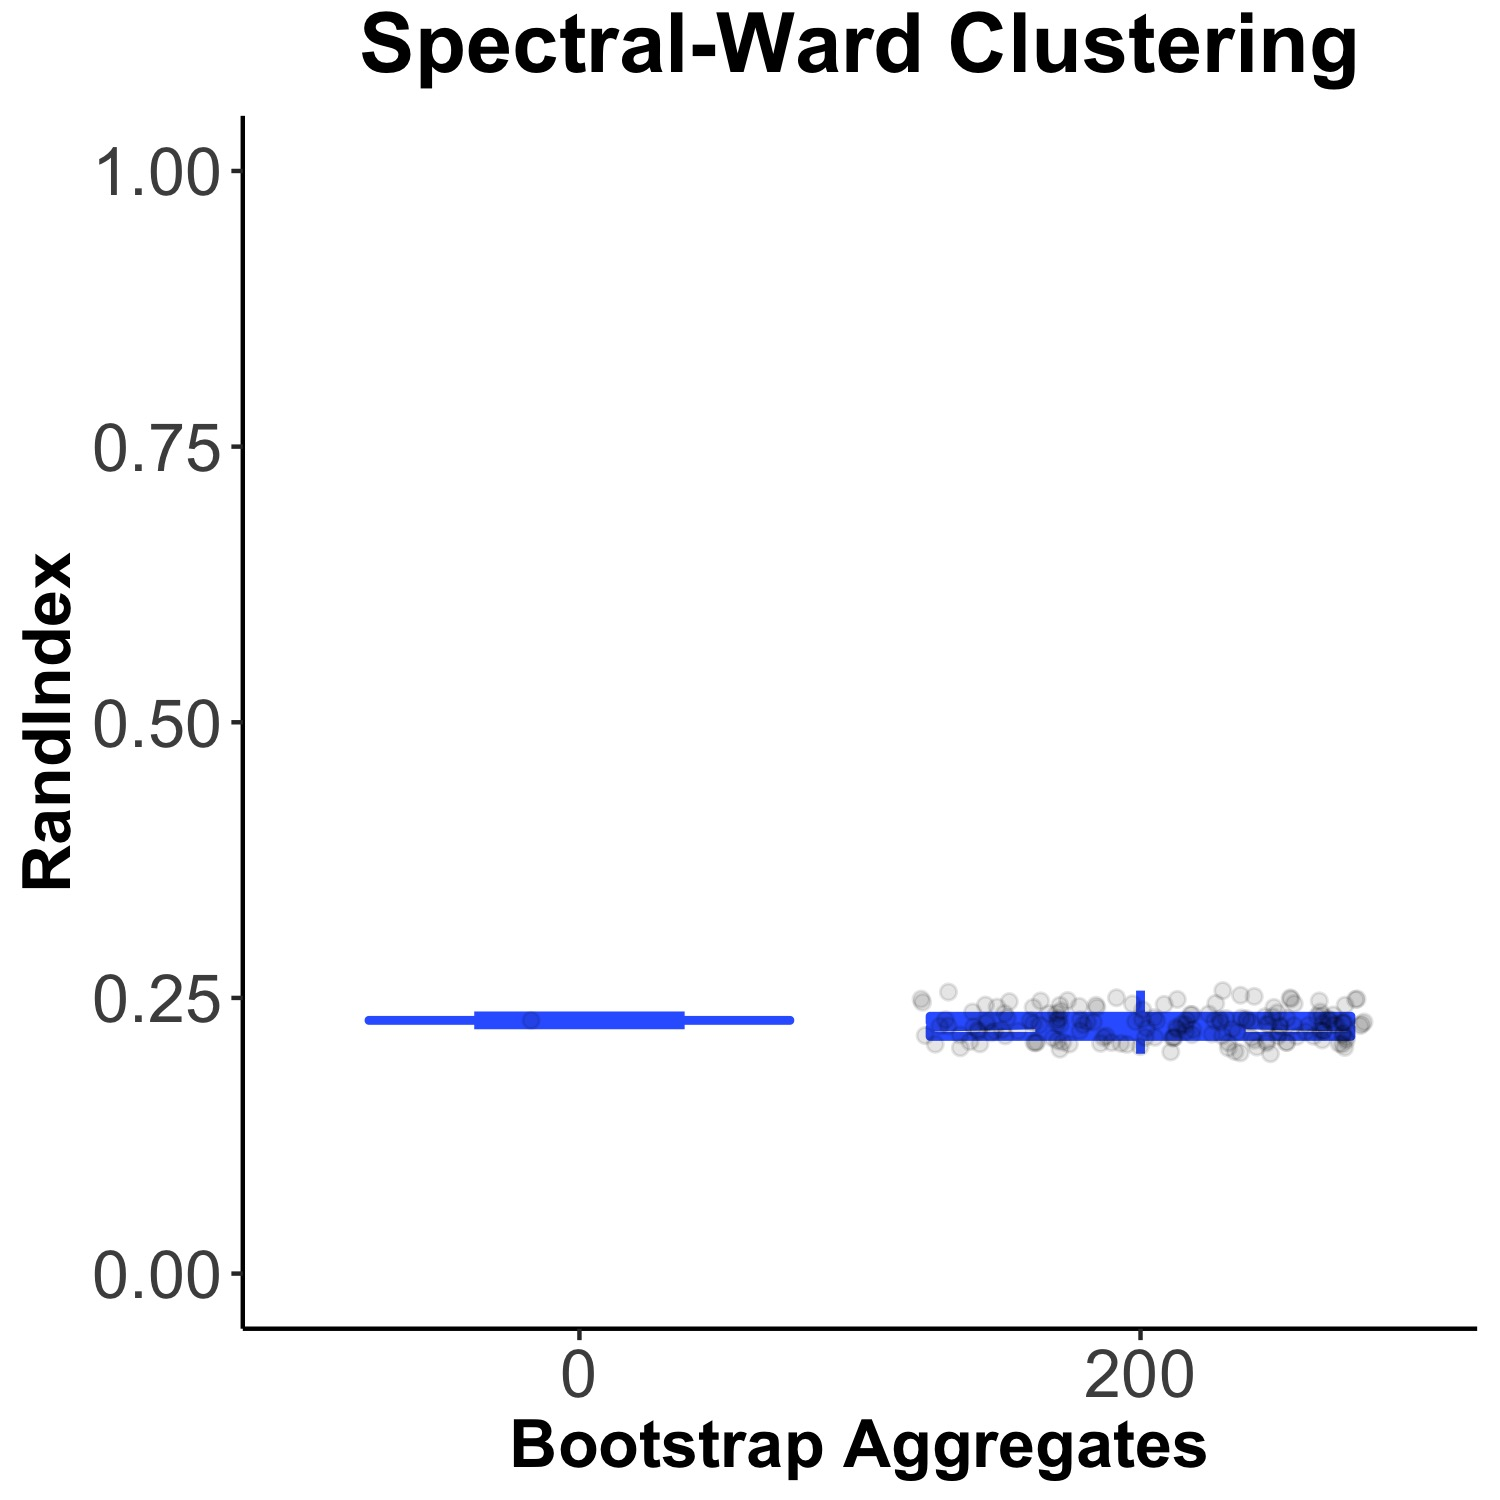 Spectral-Ward Clustering
RandIndex
1.00
0.75
0.50
0.25
0.00
0
200
Bootstrap Aggregates